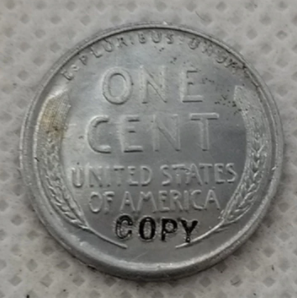 E·PLURIBUS·UNUM
ONE
CENT
UNITED STATES
OF AMERICA
COPY